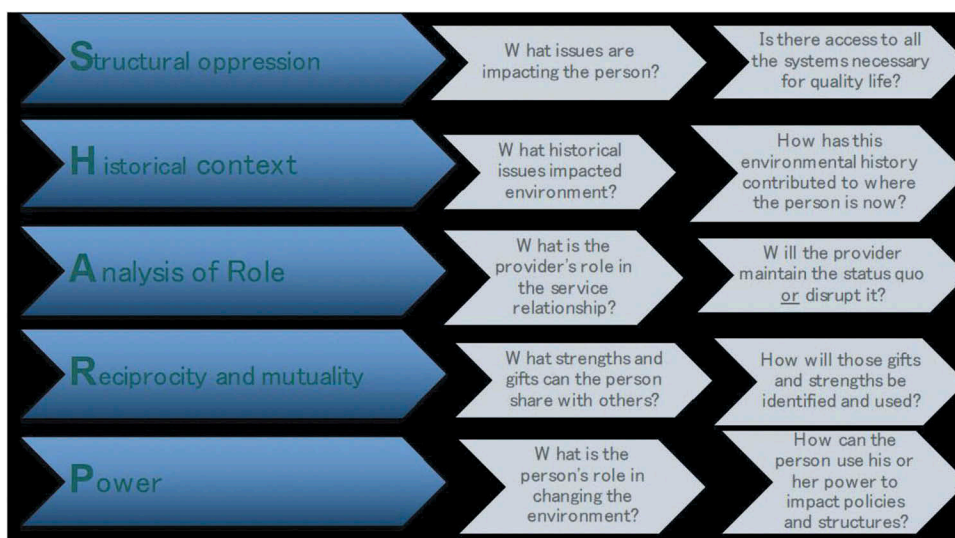 Structural oppression
What issues are
impacting the person?
Is there access to all
the systems necessary
for quality life?
Historical context
What historical
issues impacted
environment?
How has this
environmental history
contributed to where
the person is now?
Analysis of Role
What is the
provider's role in
the service
relationship?
Will the provider
maintain the status quo
or disrupt it?
Reciprocity and mutuality
What strengths and
gifts can the person
share with others?
How will those gifts
and strengths be
identified and used?
Power
What is the
person's role in
changing the
environment?
How can the
person use his or
her power to
impact policies
and structures?